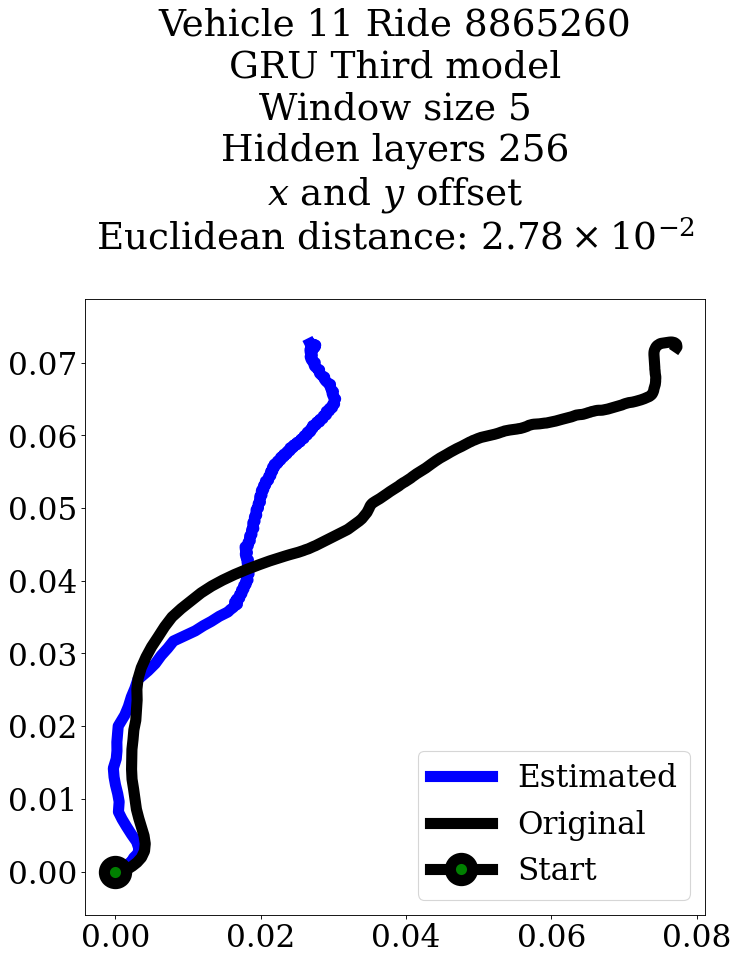 Vehicle 11 Ride 8865260
GRU Third model
Window size 5
Hidden layers 256
x and y offset
Euclidean distance: 2.78 × 10⁻²
0.07
0.06
0.05
0.04
0.03
0.02
0.01
0.00
Estimated
Original
Start
0.00 0.02 0.04 0.06 0.08